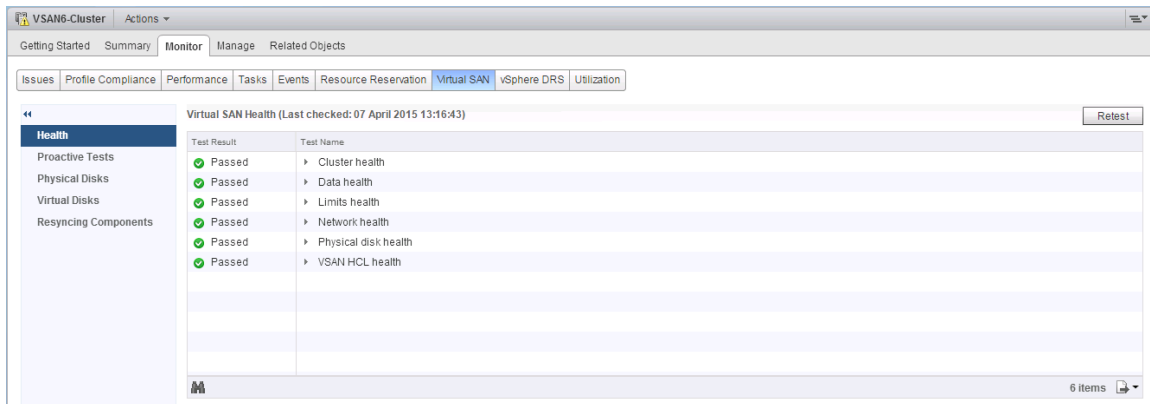 VSAN6-Cluster Actions
Getting Started Summary Monitor Manage Related Objects
Issues Profile Compliance Performance Tasks Events Resource Reservation Virtual SAN vSphere DRS Utilization
Virtual SAN Health (Last checked: 07 April 2015 13:16:43) Retest
Health
Proactive Tests
Physical Disks
Virtual Disks
Resyncing Components
Test Result Test Name
Passed Cluster health
Passed Data health
Passed Limits health
Passed Network health
Passed Physical disk health
Passed VSAN HCL health
6 items